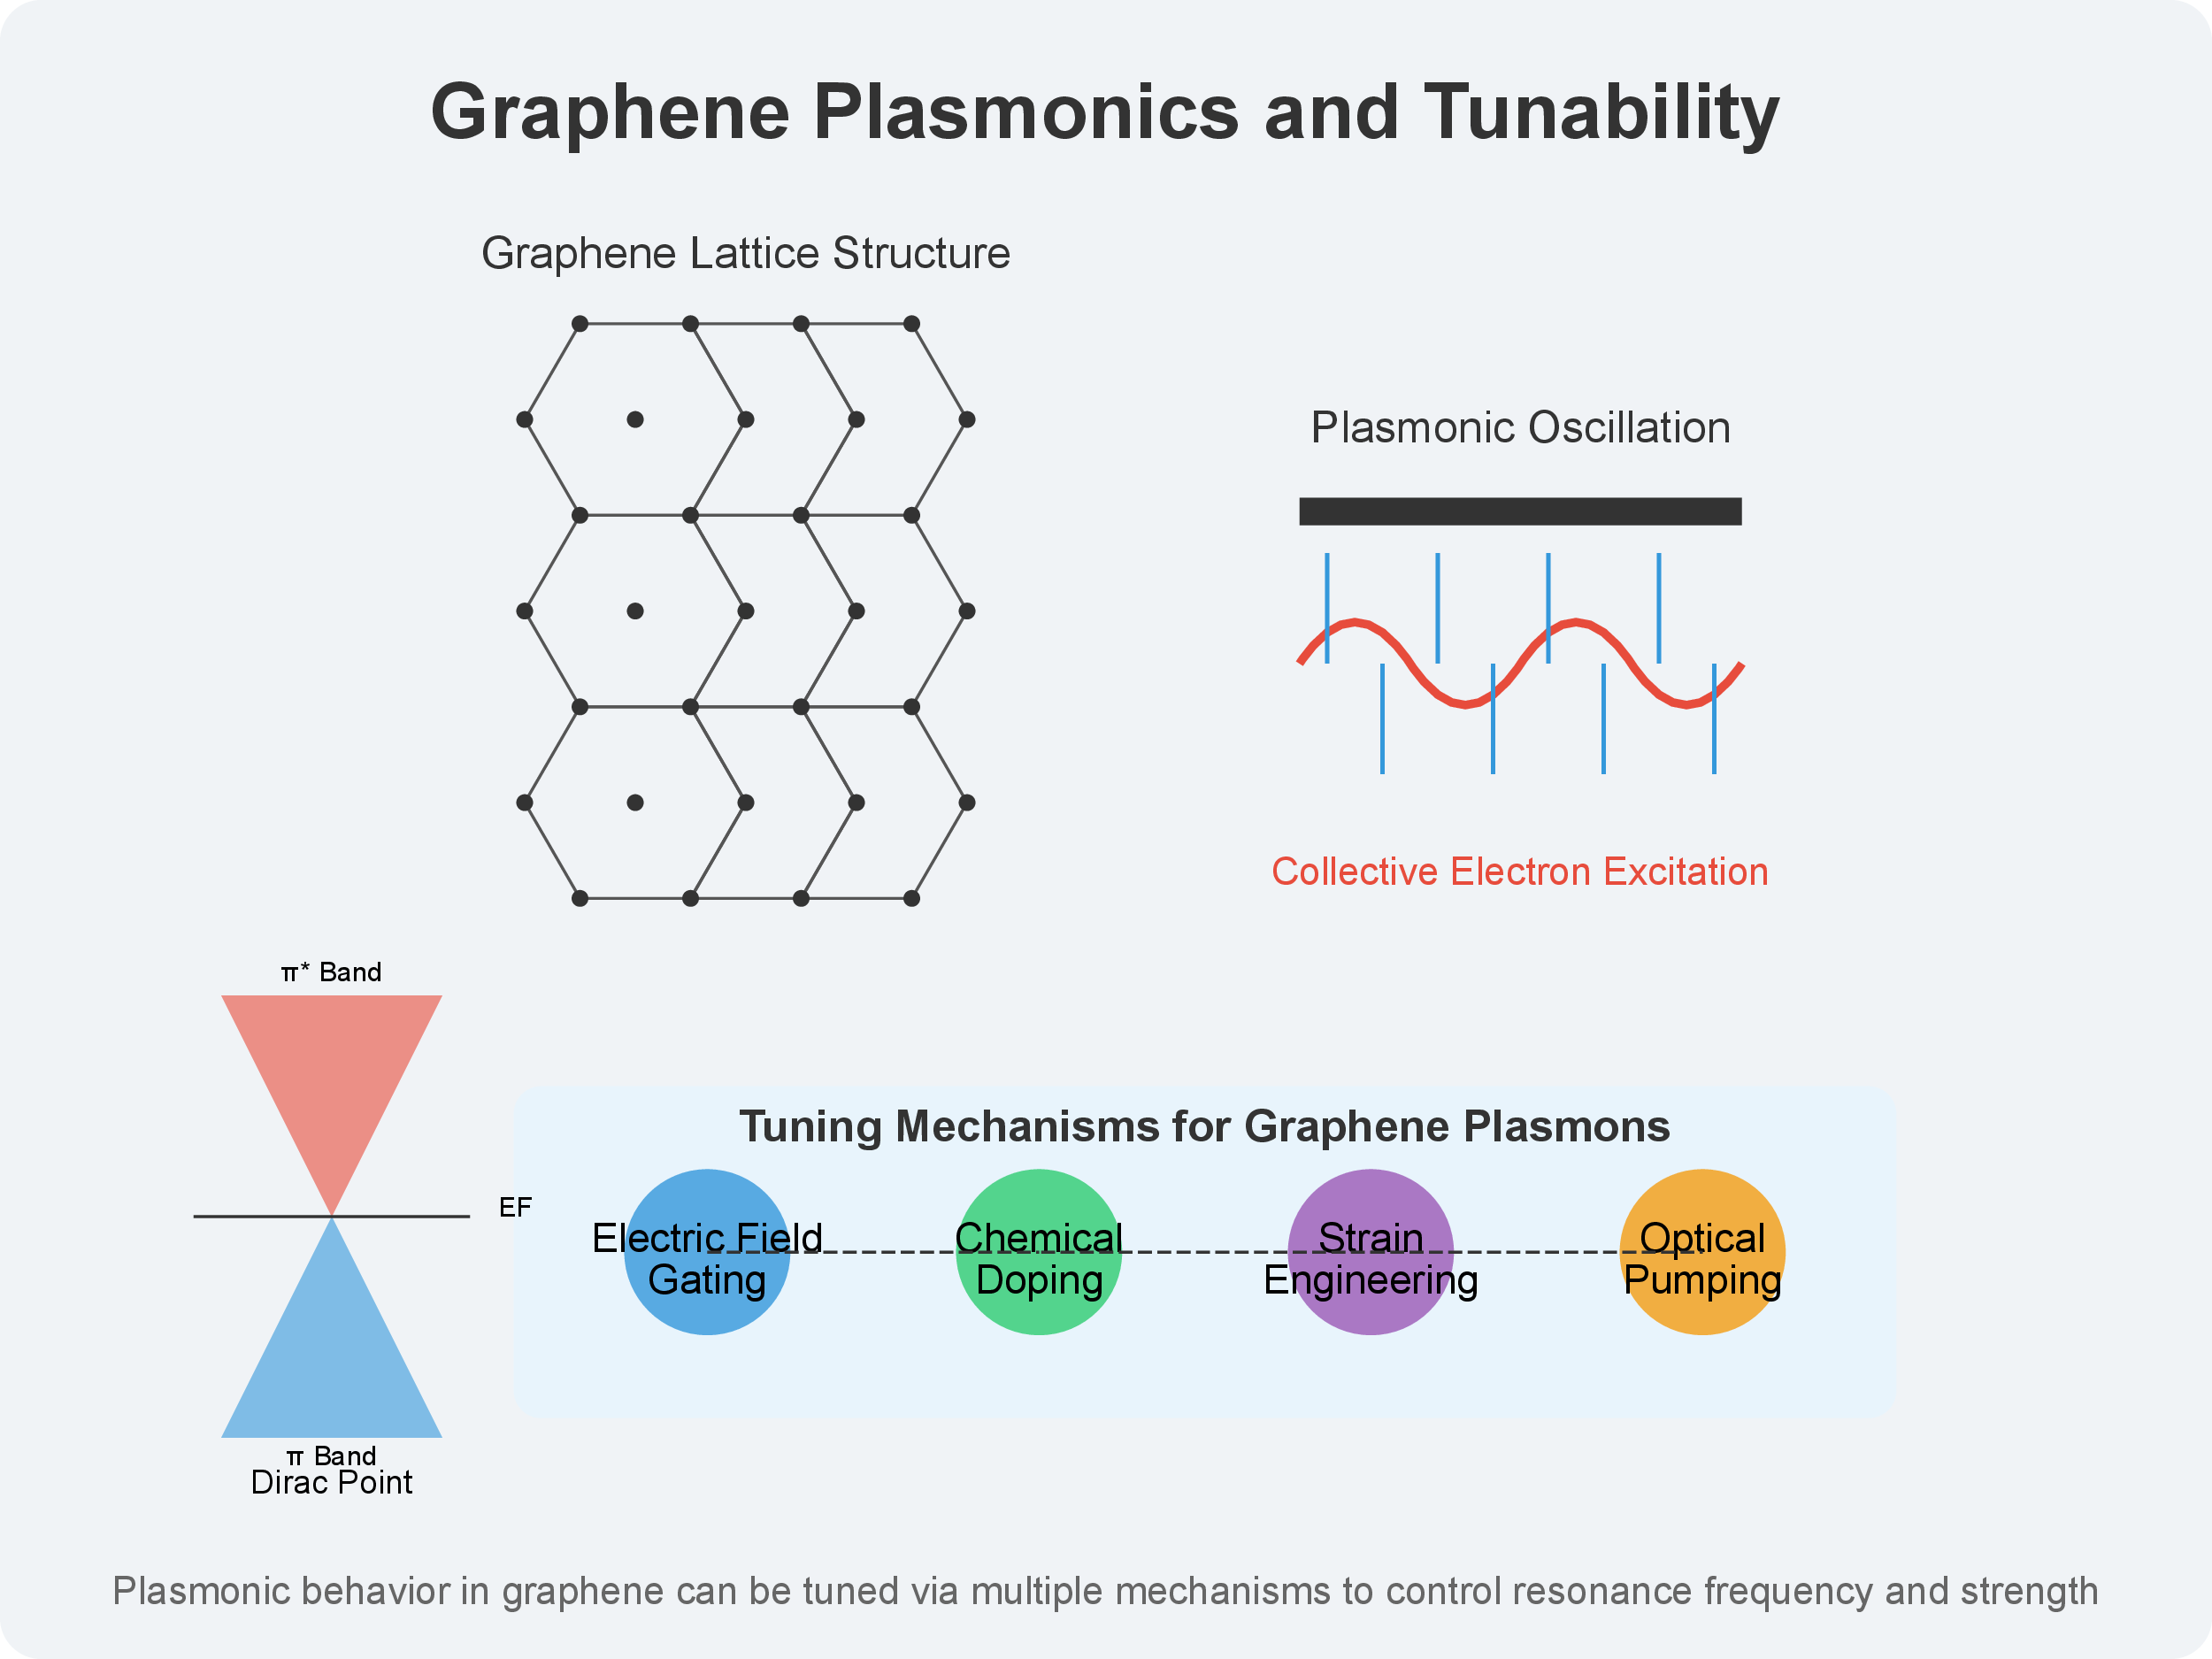 Graphene Plasmonics and Tunability
Graphene Lattice Structure
Plasmonic Oscillation
Collective Electron Excitation
π* Band
EF
π Band
Dirac Point
Tuning Mechanisms for Graphene Plasmons
Electric Field
Gating
Chemical
Doping
Strain
Engineering
Optical
Pumping
Plasmonic behavior in graphene can be tuned via multiple mechanisms to control resonance frequency and strength